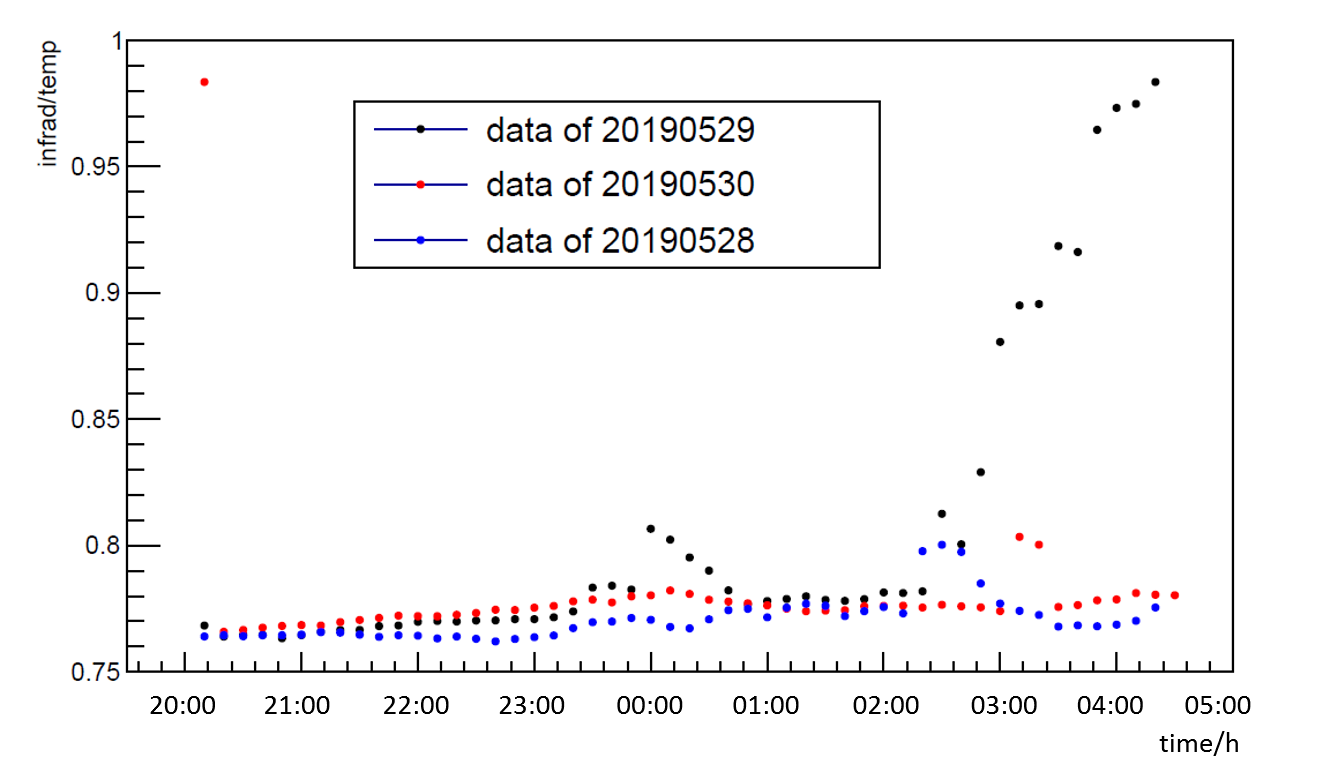 infrad/temp
1
0.95
0.9
0.85
0.8
0.75
data of 20190529
data of 20190530
data of 20190528
20:00 21:00 22:00 23:00 00:00 01:00 02:00 03:00 04:00 05:00
time/h